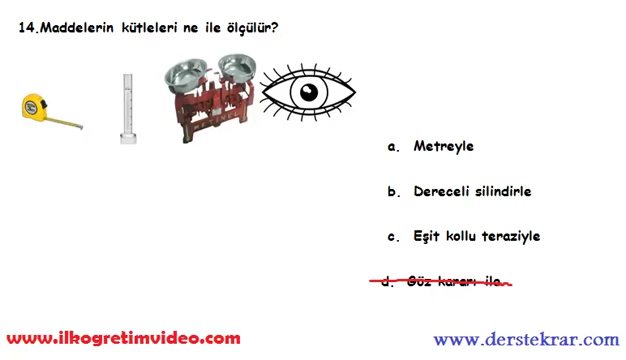 14.Maddelerin kütleleri ne ile ölçülür?
a. Metreyle
b. Dereceli silindirle
c. Eşit kollu teraziyle
d. Göz kararı ile
www.ilkogretimvideo.com
www.derstekrar.com